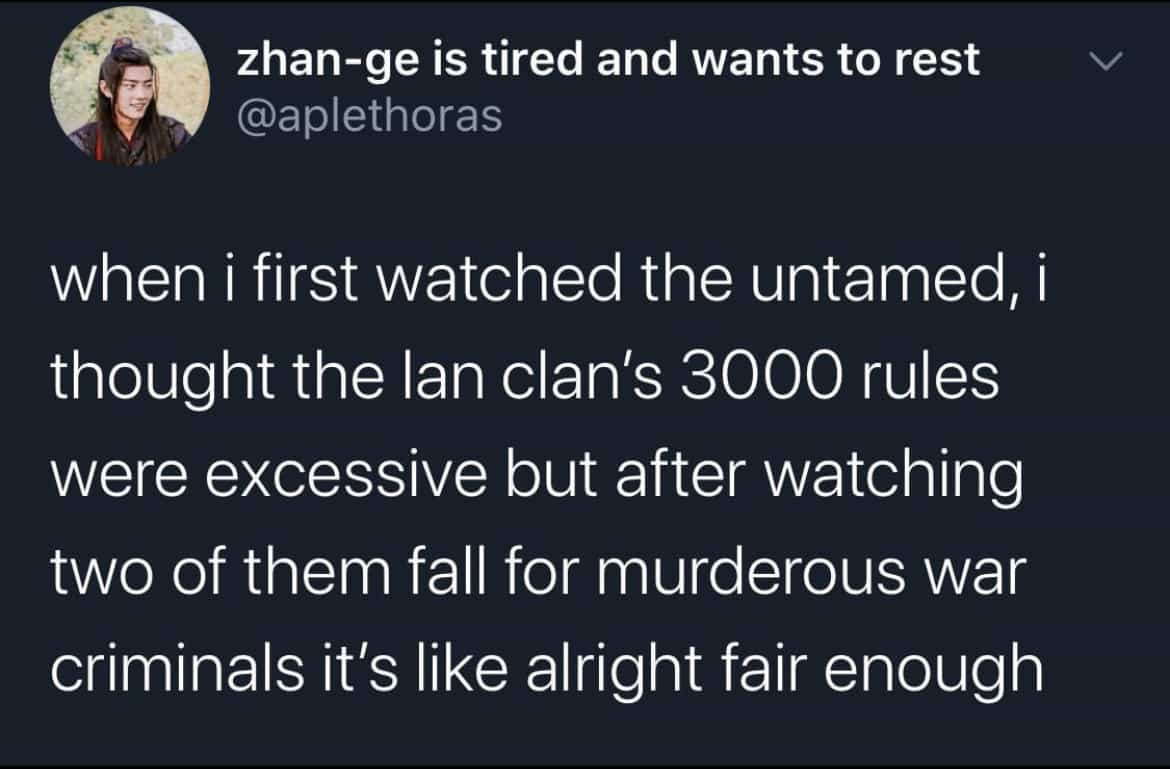 zhan-ge is tired and wants to rest
@aplethoras
when i first watched the untamed, i
thought the lan clan’s 3000 rules
were excessive but after watching
two of them fall for murderous war
criminals it’s like alright fair enough